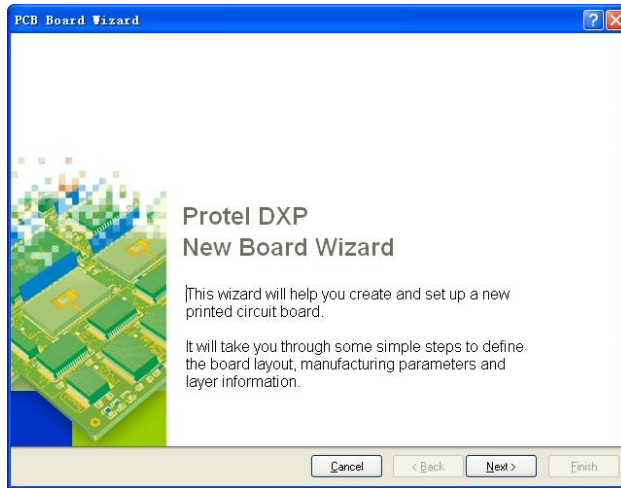 PCB Board Wizard
Protel DXP
New Board Wizard
This wizard will help you create and set up a new
printed circuit board.
It will take you through some simple steps to define
the board layout, manufacturing parameters and
layer information.
Cancel
< Back
Next >
Finish